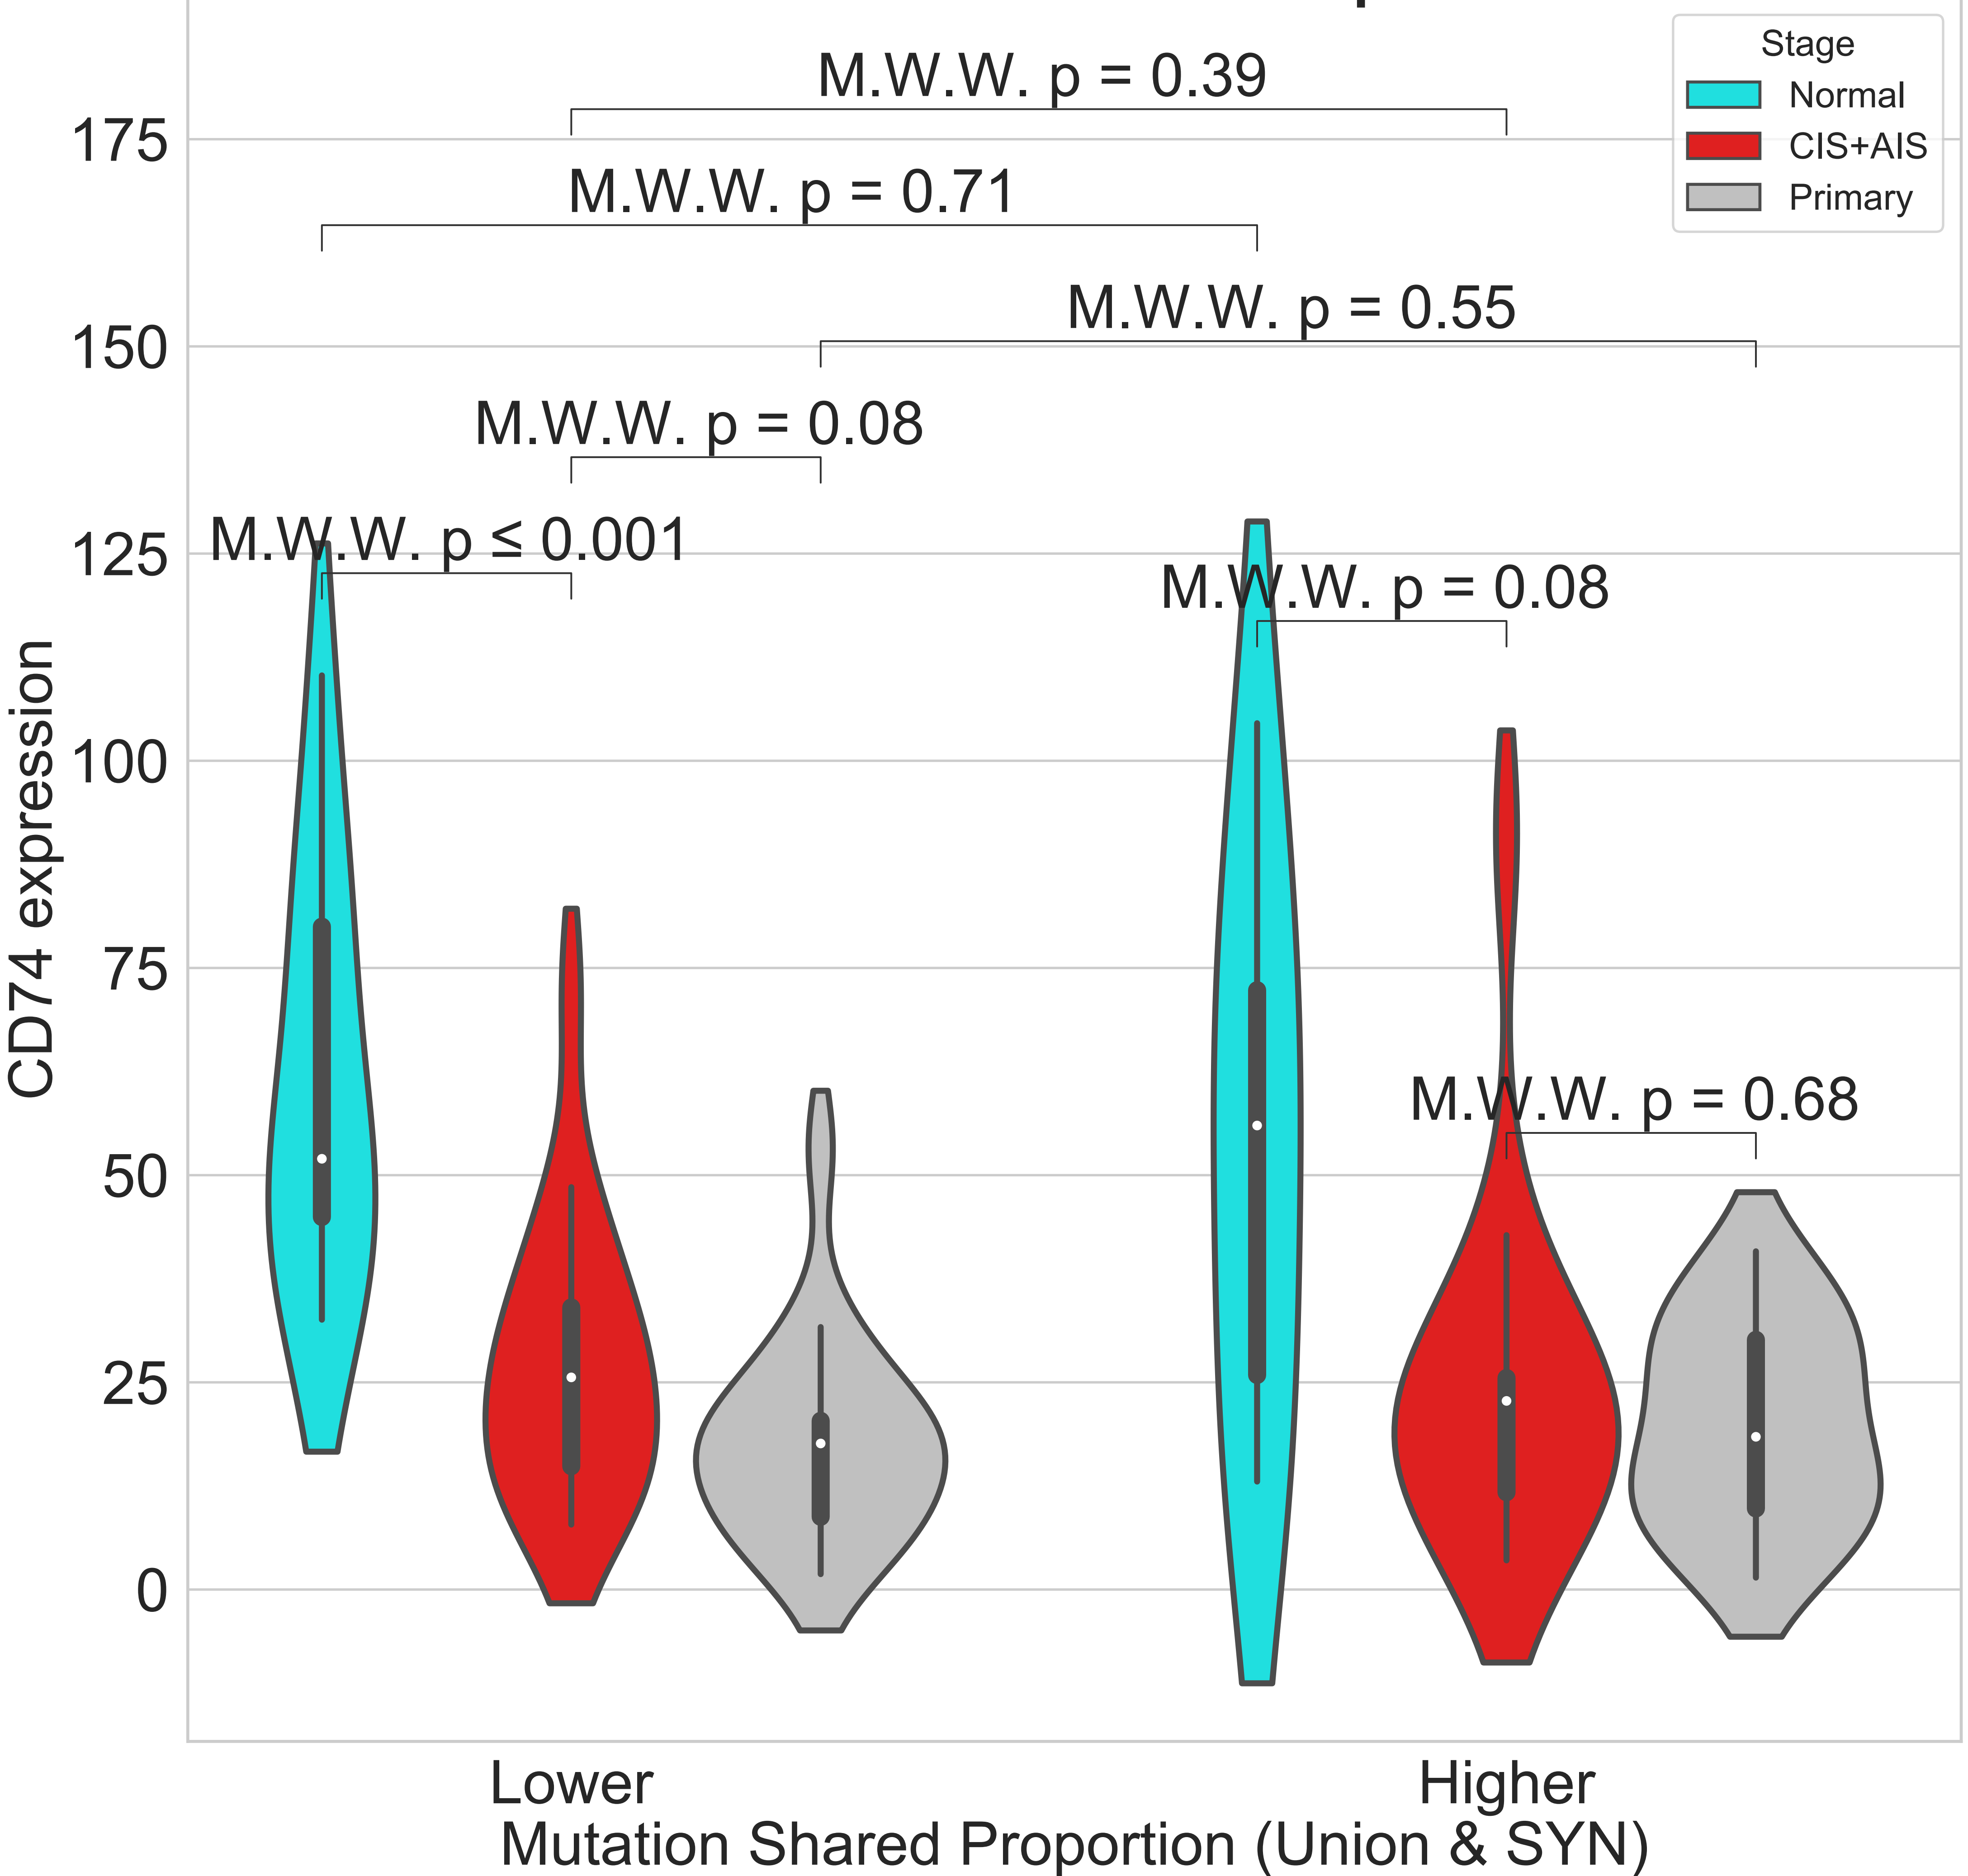 Stage
Normal
CIS+AIS
Primary
M.W.W. p = 0.39
175
M.W.W. p = 0.71
M.W.W. p = 0.55
150
M.W.W. p = 0.08
M.W.W. p ≤ 0.001
125
M.W.W. p = 0.08
100
CD74 expression
75
M.W.W. p = 0.68
50
25
0
Lower
Higher
Mutation Shared Proportion (Union & SYN)